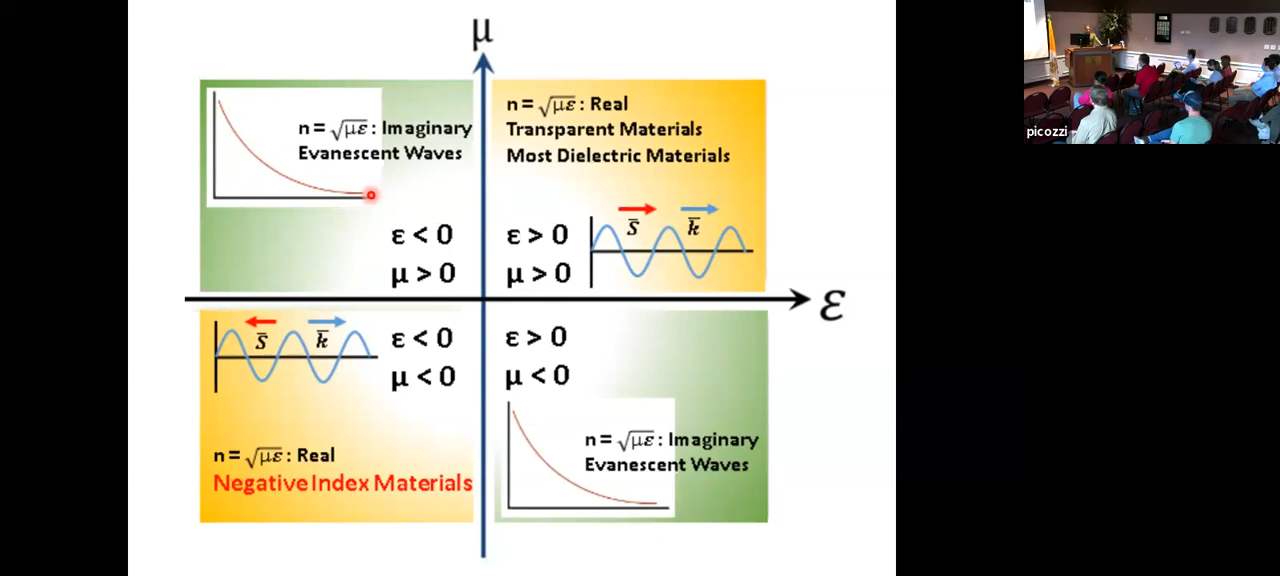 μ
n = √με : Imaginary
Evanescent Waves
ε < 0
μ > 0
n = √με : Real
Transparent Materials
Most Dielectric Materials
S̄ k̄
ε > 0
μ > 0
ε
S̄ k̄
ε < 0
μ < 0
n = √με : Real
Negative Index Materials
ε > 0
μ < 0
n = √με : Imaginary
Evanescent Waves
picozzi